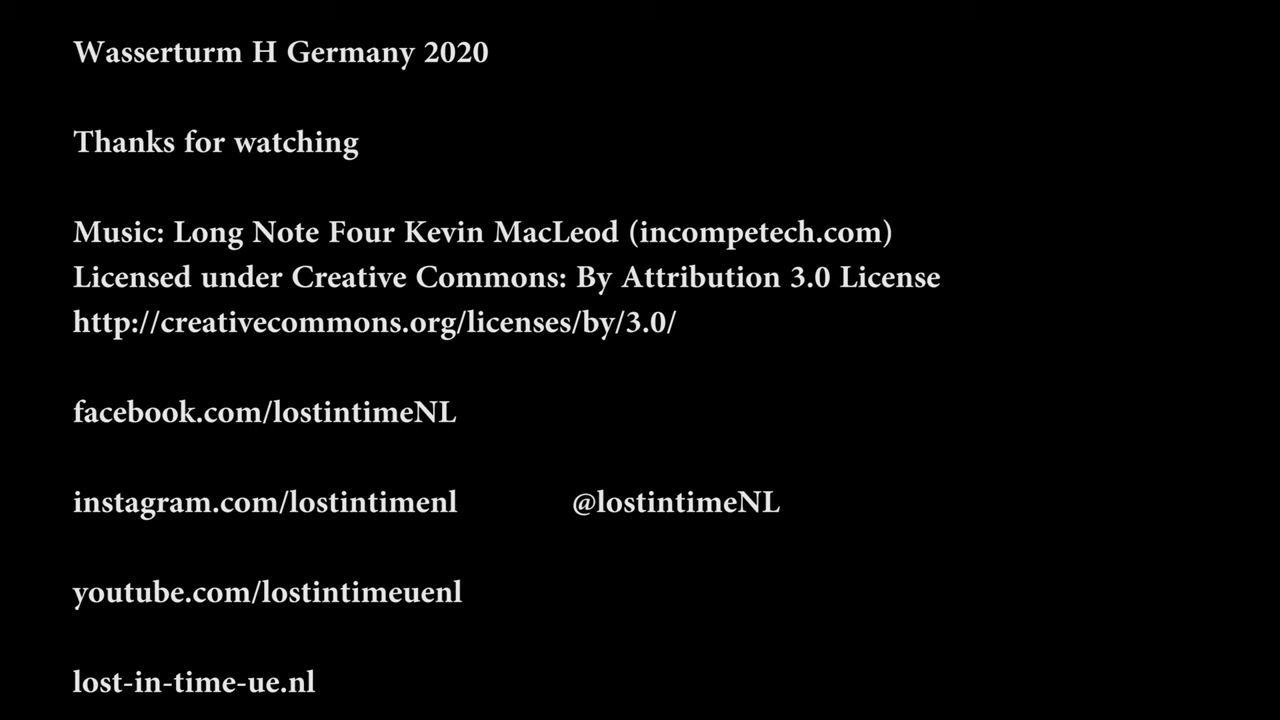 Wasserturm H Germany 2020
Thanks for watching
Music: Long Note Four Kevin MacLeod (incompetech.com)
Licensed under Creative Commons: By Attribution 3.0 License
http://creativecommons.org/licenses/by/3.0/
facebook.com/lostintimeNL
instagram.com/lostintimenl @lostintimeNL
youtube.com/lostintimeuenl
lost-in-time-ue.nl